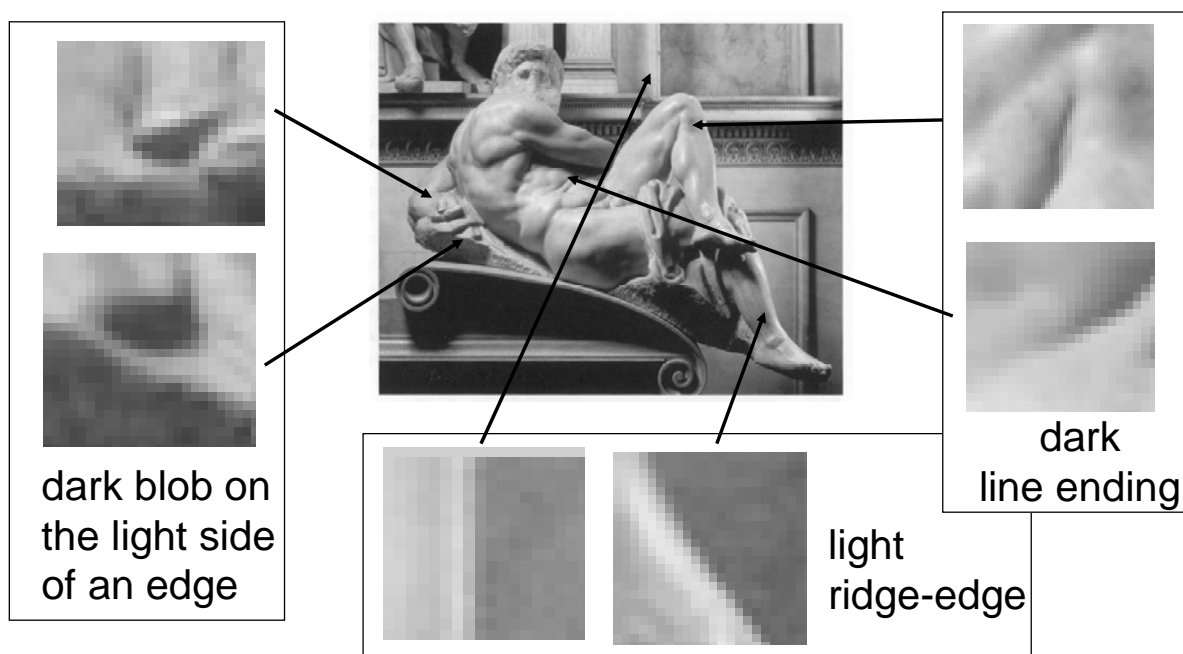 dark blob on
the light side
of an edge
light
ridge-edge
dark
line ending